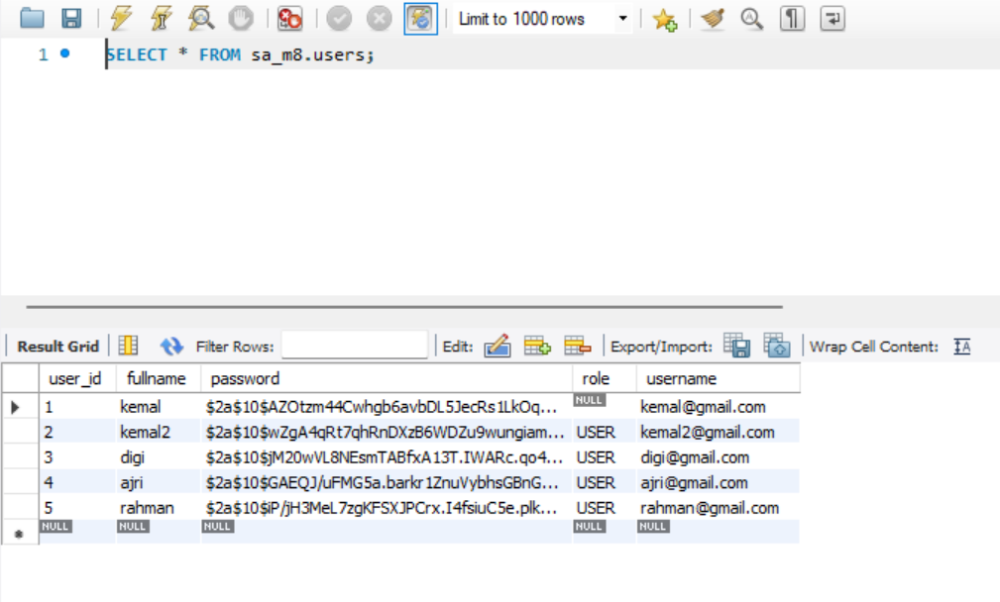 Limit to 1000 rows
1 SELECT * FROM sa_m8.users;
Result Grid Filter Rows: Edit: Export/Import: Wrap Cell Content:
user_id fullname password role username
1 kemal $2a$10$AZOtzm44Cwhgb6avbDL5JecRs1LkOq... NULL kemal@gmail.com
2 kemal2 $2a$10$wZgA4qRt7qhRnDXzB6WDZu9wungiam... USER kemal2@gmail.com
3 digi $2a$10$jM20wVL8NEsmTABfxA13T.IWARc.qo4... USER digi@gmail.com
4 ajri $2a$10$GAEQJ/uFMG5a.barkr1ZnuVybhsGBnG... USER ajri@gmail.com
5 rahman $2a$10$iP/jH3MeL7zgKFSXJPCrx.I4fsiuC5e.plk... USER rahman@gmail.com
NULL NULL NULL NULL NULL